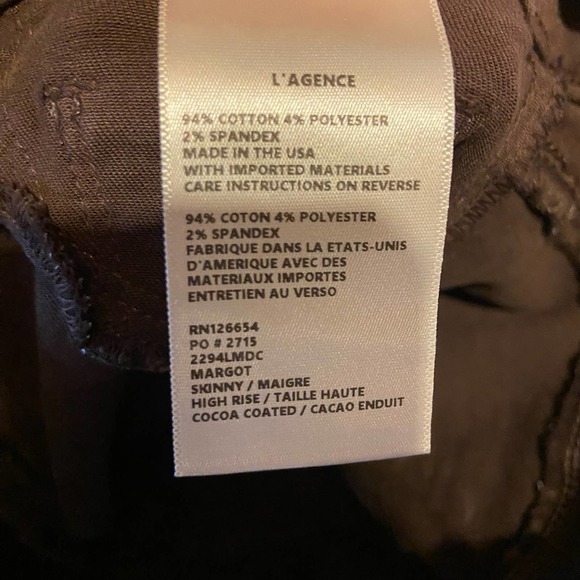 L'AGENCE
94% COTTON 4% POLYESTER
2% SPANDEX
MADE IN THE USA
WITH IMPORTED MATERIALS
CARE INSTRUCTIONS ON REVERSE
94% COTON 4% POLYESTER
2% SPANDEX
FABRIQUE DANS LA ETATS-UNIS
D'AMERIQUE AVEC DES
MATERIAUX IMPORTES
ENTRETIEN AU VERSO
RN126654
PO # 2715
2294LMDC
MARGOT
SKINNY / MAIGRE
HIGH RISE / TAILLE HAUTE
COCOA COATED / CACAO ENDUIT